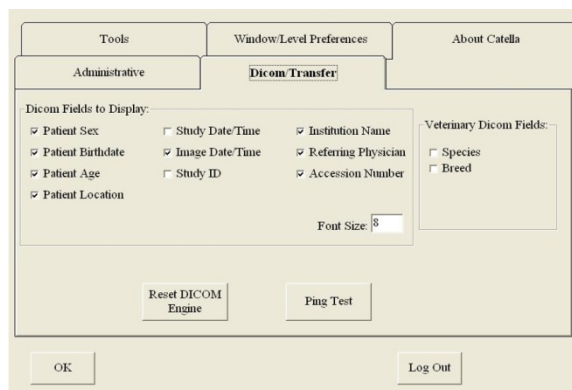 Tools
Window/Level Preferences
About Catella
Administrative
Dicom/Transfer
Dicom Fields to Display:
Patient Sex
Study Date/Time
Institution Name
Patient Birthdate
Image Date/Time
Referring Physician
Patient Age
Study ID
Accession Number
Patient Location
Font Size: 8
Veterinary Dicom Fields:
Species
Breed
Reset DICOM
Engine
Ping Test
OK
Log Out